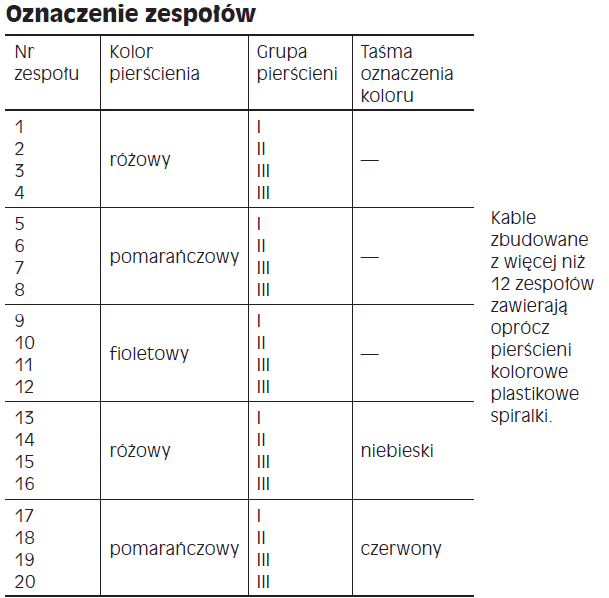 Oznaczenie zespołów
Nr zespołu | Kolor pierścienia | Grupa pierścieni | Taśma oznaczenia koloru
1 | różowy | I | —
2 | II
3 | III
4 | III
5 | pomarańczowy | I | —
6 | II
7 | III
8 | III
9 | fioletowy | I | —
10 | II
11 | III
12 | III
13 | różowy | I | niebieski
14 | II
15 | III
16 | III
17 | pomarańczowy | I | czerwony
18 | II
19 | III
20 | III
Kable
zbudowane
z więcej niż
12 zespołów
zawierają
oprócz
pierścieni
kolorowe
plastikowe
spiralki.